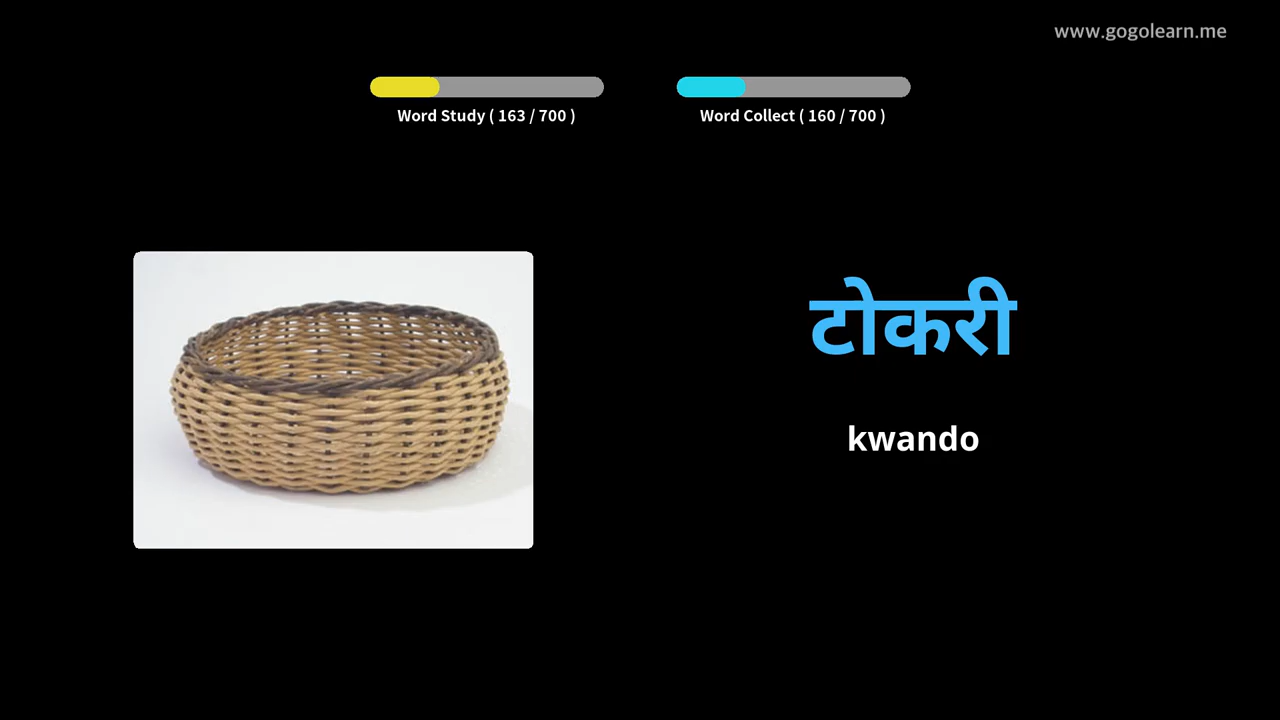 www.gogolearn.me
Word Study ( 163 / 700 )
Word Collect ( 160 / 700 )
टोकरी
kwando